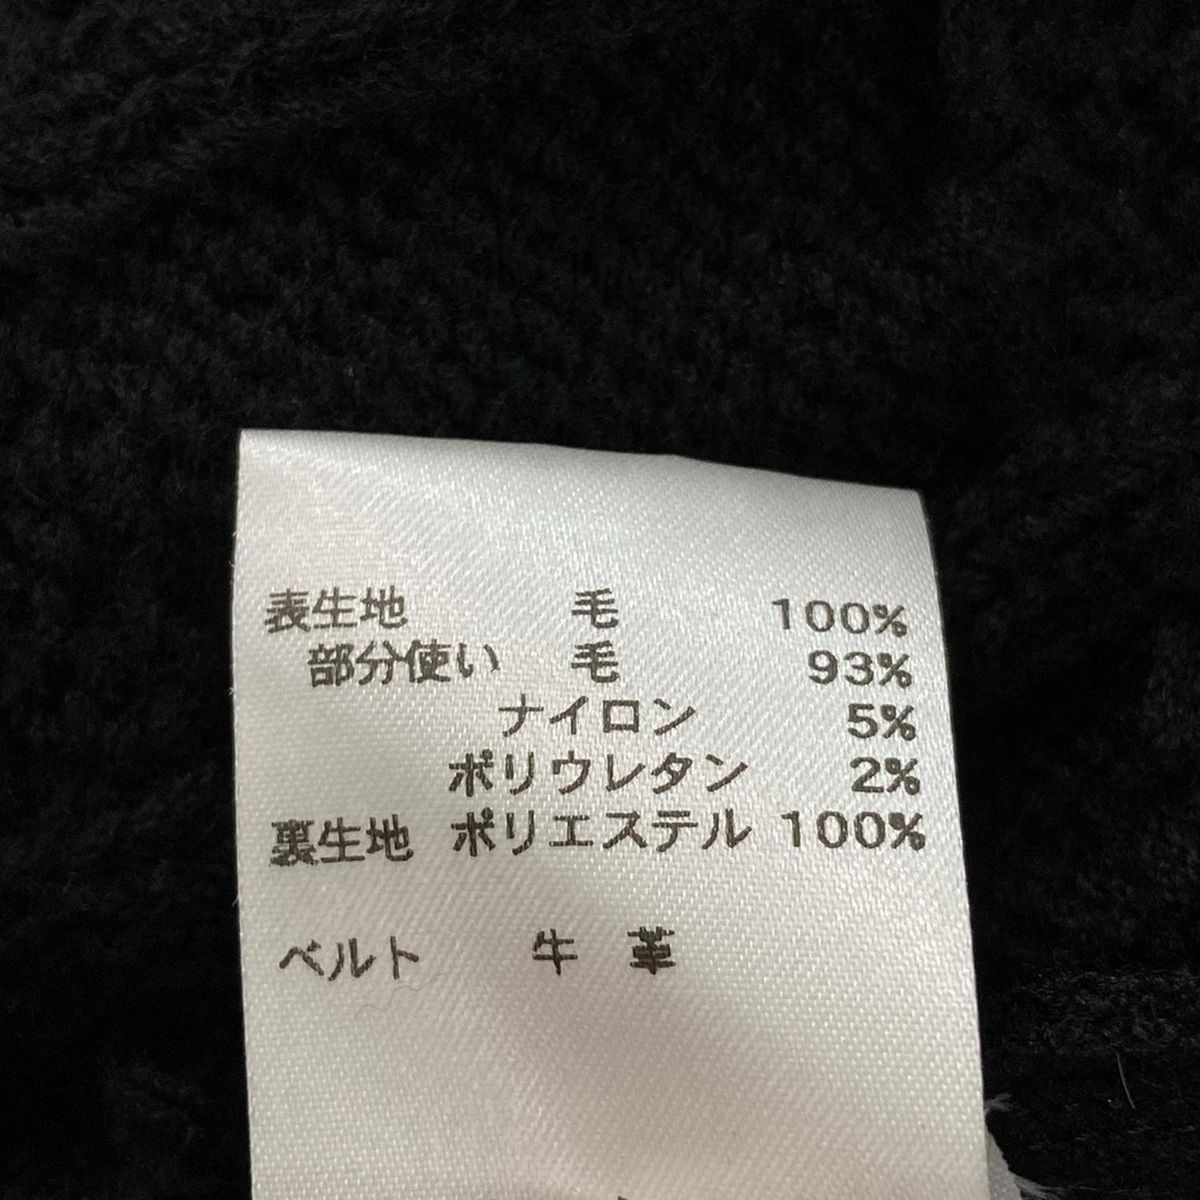 表生地 毛 100%
部分使い 毛 93%
ナイロン 5%
ポリウレタン 2%
裏生地 ポリエステル 100%
ベルト 牛 革